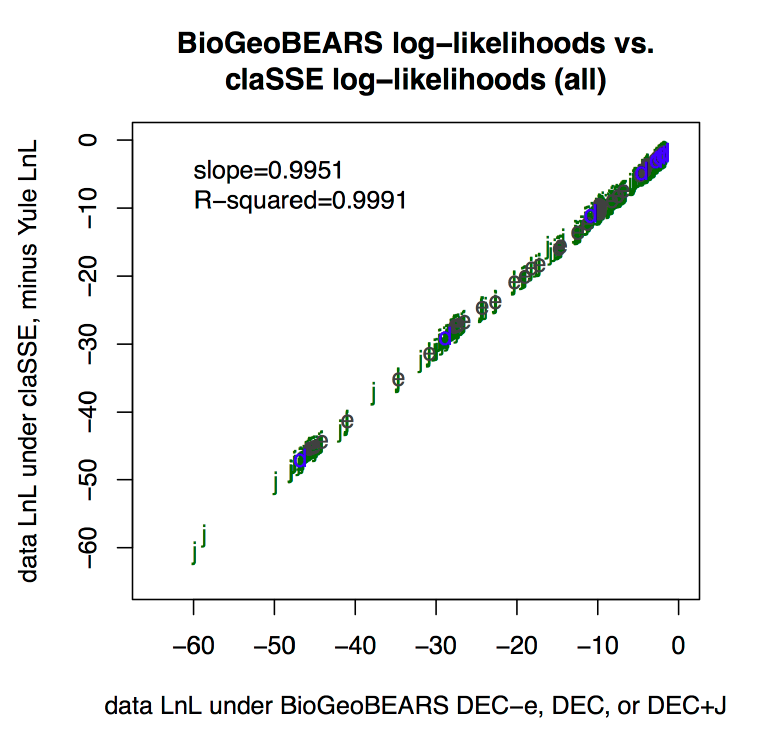 BioGeoBEARS log−likelihoods vs.
claSSE log−likelihoods (all)
data LnL under claSSE, minus Yule LnL
0
−10
−20
−30
−40
−50
−60
slope=0.9951
R−squared=0.9991
−60 −50 −40 −30 −20 −10 0
data LnL under BioGeoBEARS DEC−e, DEC, or DEC+J